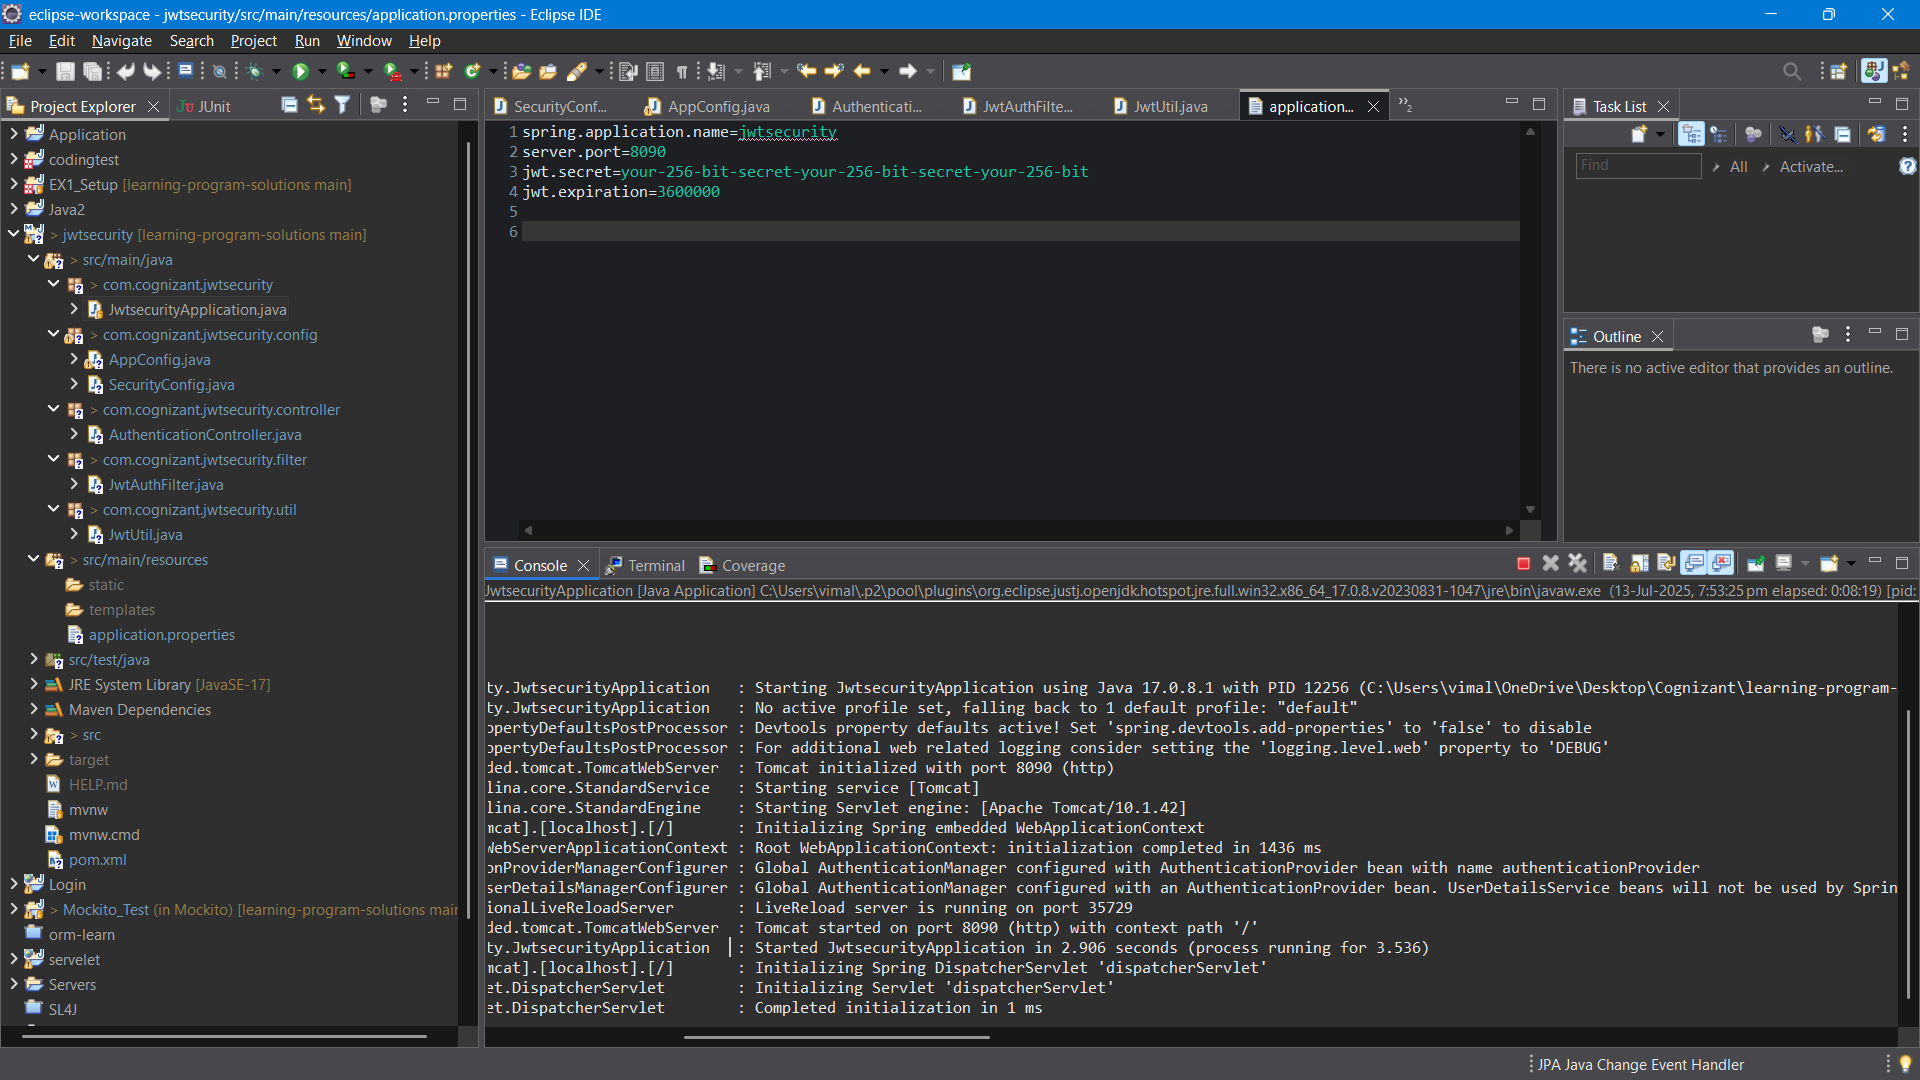 eclipse-workspace - jwtsecurity/src/main/resources/application.properties - Eclipse IDE
File Edit Navigate Search Project Run Window Help
Project Explorer
JUnit
Application
codingtest
EX1_Setup [learning-program-solutions main]
Java2
> jwtsecurity [learning-program-solutions main]
> src/main/java
> com.cognizant.jwtsecurity
JwtsecurityApplication.java
> com.cognizant.jwtsecurity.config
AppConfig.java
SecurityConfig.java
> com.cognizant.jwtsecurity.controller
AuthenticationController.java
> com.cognizant.jwtsecurity.filter
JwtAuthFilter.java
> com.cognizant.jwtsecurity.util
JwtUtil.java
> src/main/resources
static
templates
application.properties
src/test/java
JRE System Library [JavaSE-17]
Maven Dependencies
> src
target
HELP.md
mvnw
mvnw.cmd
pom.xml
Login
> Mockito_Test (in Mockito) [learning-program-solutions mair
orm-learn
servelet
Servers
SL4J
SecurityConf... AppConfig.java Authenticati... JwtAuthFilte... JwtUtil.java application... »2
1 spring.application.name=jwtsecurity
2 server.port=8090
3 jwt.secret=your-256-bit-secret-your-256-bit-secret-your-256-bit
4 jwt.expiration=3600000
5
6
Task List
Find
All
Activate...
Outline
There is no active editor that provides an outline.
Console Terminal Coverage
JwtsecurityApplication [Java Application] C:\Users\vimal\.p2\pool\plugins\org.eclipse.justj.openjdk.hotspot.jre.full.win32.x86_64_17.0.8.v20230831-1047\jre\bin\javaw.exe (13-Jul-2025, 7:53:25 pm elapsed: 0:08:19) [pid:
ty.JwtsecurityApplication : Starting JwtsecurityApplication using Java 17.0.8.1 with PID 12256 (C:\Users\vimal\OneDrive\Desktop\Cognizant\learning-program-
ty.JwtsecurityApplication : No active profile set, falling back to 1 default profile: "default"
opertyDefaultsPostProcessor : Devtools property defaults active! Set 'spring.devtools.add-properties' to 'false' to disable
opertyDefaultsPostProcessor : For additional web related logging consider setting the 'logging.level.web' property to 'DEBUG'
ded.tomcat.TomcatWebServer : Tomcat initialized with port 8090 (http)
lina.core.StandardService : Starting service [Tomcat]
lina.core.StandardEngine : Starting Servlet engine: [Apache Tomcat/10.1.42]
mcat].[localhost].[/] : Initializing Spring embedded WebApplicationContext
WebServerApplicationContext : Root WebApplicationContext: initialization completed in 1436 ms
onProviderManagerConfigurer : Global AuthenticationManager configured with AuthenticationProvider bean with name authenticationProvider
serDetailsManagerConfigurer : Global AuthenticationManager configured with an AuthenticationProvider bean. UserDetailsService beans will not be used by Sprin
ionalLiveReloadServer : LiveReload server is running on port 35729
ded.tomcat.TomcatWebServer : Tomcat started on port 8090 (http) with context path '/'
ty.JwtsecurityApplication : Started JwtsecurityApplication in 2.906 seconds (process running for 3.536)
mcat].[localhost].[/] : Initializing Spring DispatcherServlet 'dispatcherServlet'
et.DispatcherServlet : Initializing Servlet 'dispatcherServlet'
et.DispatcherServlet : Completed initialization in 1 ms
JPA Java Change Event Handler